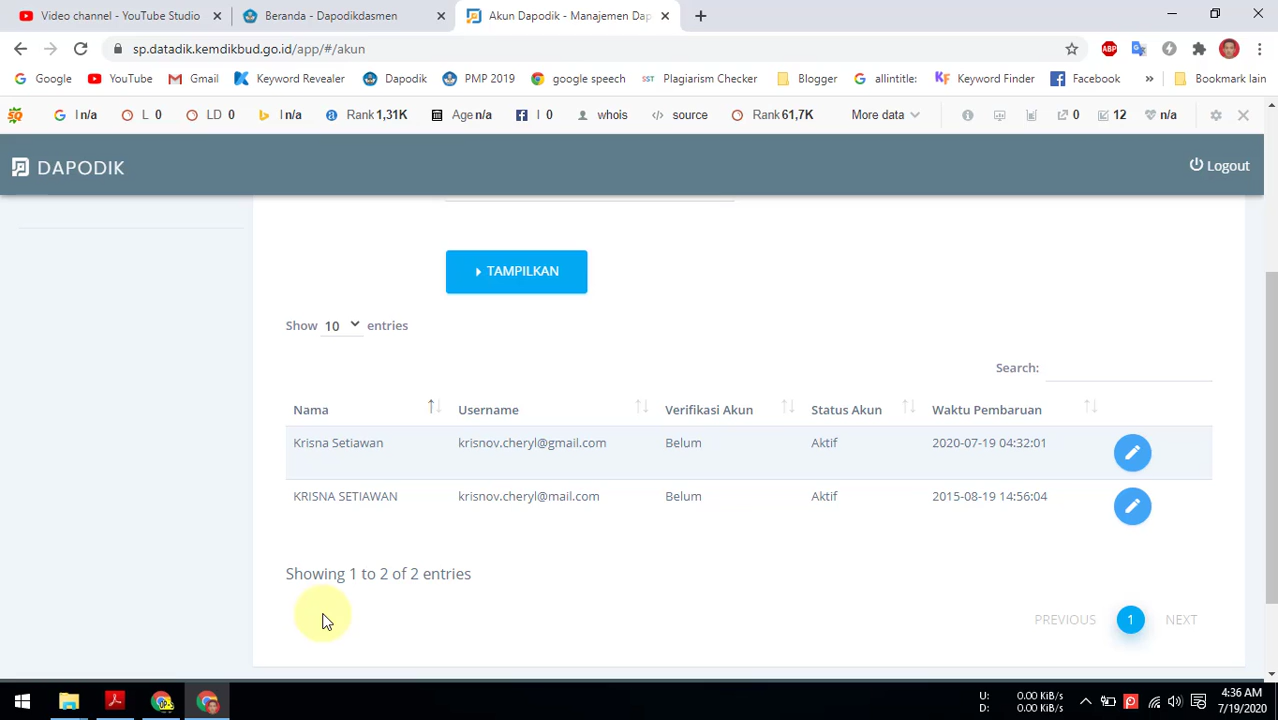 Video channel - YouTube Studio
Beranda - Dapodikdasmen
Akun Dapodik - Manajemen Dap
sp.datadik.kemdikbud.go.id/app/#/akun
Google YouTube Gmail Keyword Revealer Dapodik PMP 2019 google speech SST Plagiarism Checker Blogger allintitle: KF Keyword Finder Facebook » Bookmark lain
I n/a L 0 LD 0 I n/a Rank 1,31K Age n/a I 0 whois source Rank 61,7K More data 0 12 n/a
DAPODIK
Logout
TAMPILKAN
Show 10 entries
Search:
Nama Username Verifikasi Akun Status Akun Waktu Pembaruan
Krisna Setiawan krisnov.cheryl@gmail.com Belum Aktif 2020-07-19 04:32:01
KRISNA SETIAWAN krisnov.cheryl@mail.com Belum Aktif 2015-08-19 14:56:04
Showing 1 to 2 of 2 entries
PREVIOUS 1 NEXT
U: 0.00 KiB/s
D: 0.00 KiB/s
4:36 AM
7/19/2020